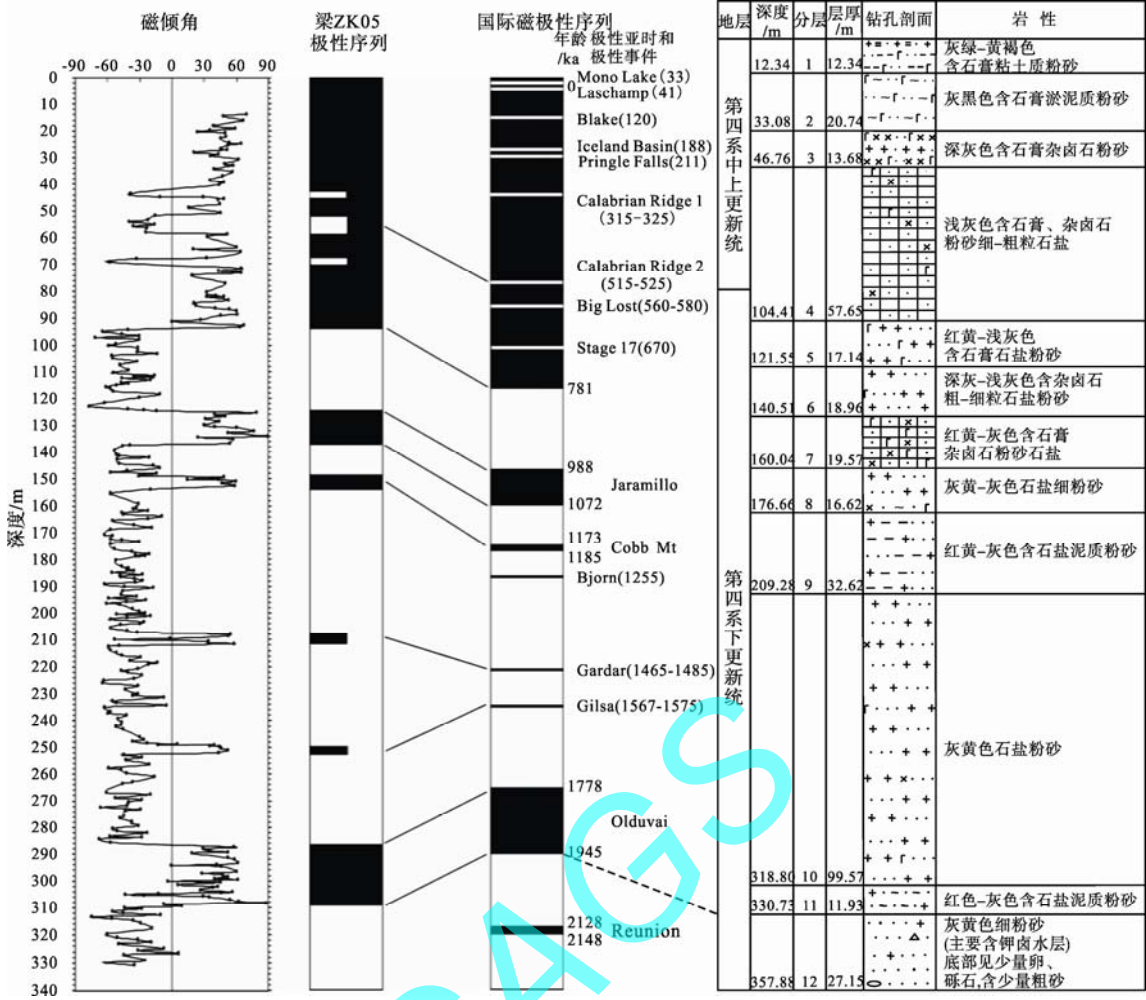 磁倾角
梁ZK05
极性序列
国际磁极性序列
年龄 极性亚时和
/ka 极性事件
-90 -60 -30 0 30 60 90
0
10
20
30
40
50
60
70
80
90
100
110
120
130
140
150
160
170
180
190
200
210
220
230
240
250
260
270
280
290
300
310
320
330
340
深度/m
0
Mono Lake(33)
Laschamp(41)
Blake(120)
Iceland Basin(188)
Pringle Falls(211)
Calabrian Ridge 1
(315-325)
Calabrian Ridge 2
(515-525)
Big Lost(560-580)
Stage 17(670)
781
988
Jaramillo
1072
1173
Cobb Mt
1185
Bjorn(1255)
Gardar(1465-1485)
Gilsa(1567-1575)
1778
Olduvai
1945
2128
Reunion
2148
地层 深度/m 分层 层厚/m 钻孔剖面 岩 性
第四系中上更新统
第四系下更新统
12.34 1 12.34 灰绿-黄褐色
含石膏粘土质粉砂
33.08 2 20.74 灰黑色含石膏淤泥质粉砂
46.76 3 13.68 深灰色含石膏杂卤石粉砂
104.41 4 57.65 浅灰色含石膏、杂卤石
粉砂细-粗粒石盐
121.55 5 17.14 红黄-浅灰色
含石膏石盐粉砂
140.51 6 18.96 深灰-浅灰色含杂卤石
粗-细粒石盐粉砂
160.04 7 19.57 红黄-灰色含石膏
杂卤石粉砂石盐
176.66 8 16.62 灰黄-灰色石盐细粉砂
209.28 9 32.62 红黄-灰色含石盐泥质粉砂
318.80 10 99.57 灰黄色石盐粉砂
330.73 11 11.93 红色-灰色含石盐泥质粉砂
357.88 12 27.15 灰黄色细粉砂
(主要含钾卤水层)
底部见少量卵、
砾石,含少量粗砂
CAGS